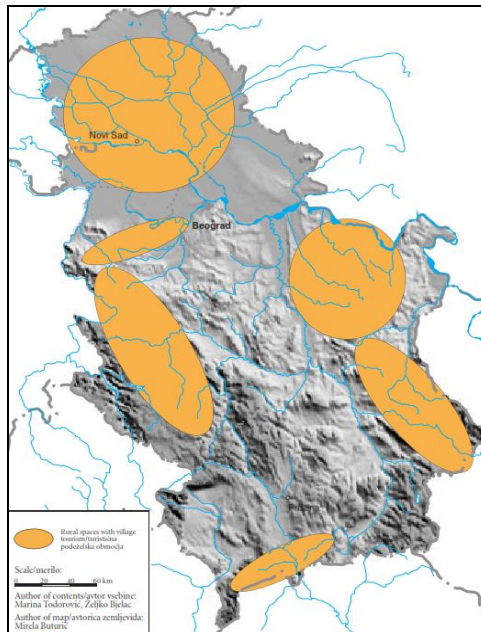 Novi Sad
Beograd
Priština
Rural spaces with village
tourism/turistična
podeželska območja
Scale/merilo:
0 20 40 60 km
Author of contents/avtor vsebine:
Marina Todorović, Željko Bjelac
Author of map/avtorica zemljevida:
Mirela Buturić